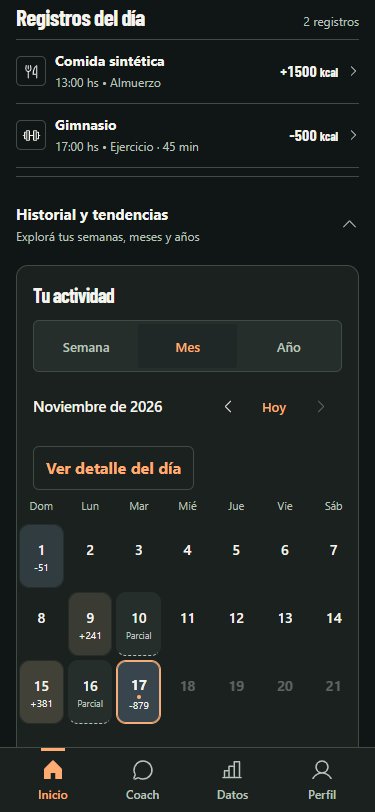 Registros del día
2 registros
Comida sintética
+1500 kcal
13:00 hs • Almuerzo
Gimnasio
-500 kcal
17:00 hs • Ejercicio · 45 min
Historial y tendencias
Explorá tus semanas, meses y años
Tu actividad
Semana Mes Año
Noviembre de 2026 Hoy
Ver detalle del día
Dom Lun Mar Mié Jue Vie Sáb
1 2 3 4 5 6 7
-51
8 9 10 11 12 13 14
+241 Parcial
15 16 17 18 19 20 21
+381 Parcial -879
Inicio Coach Datos Perfil